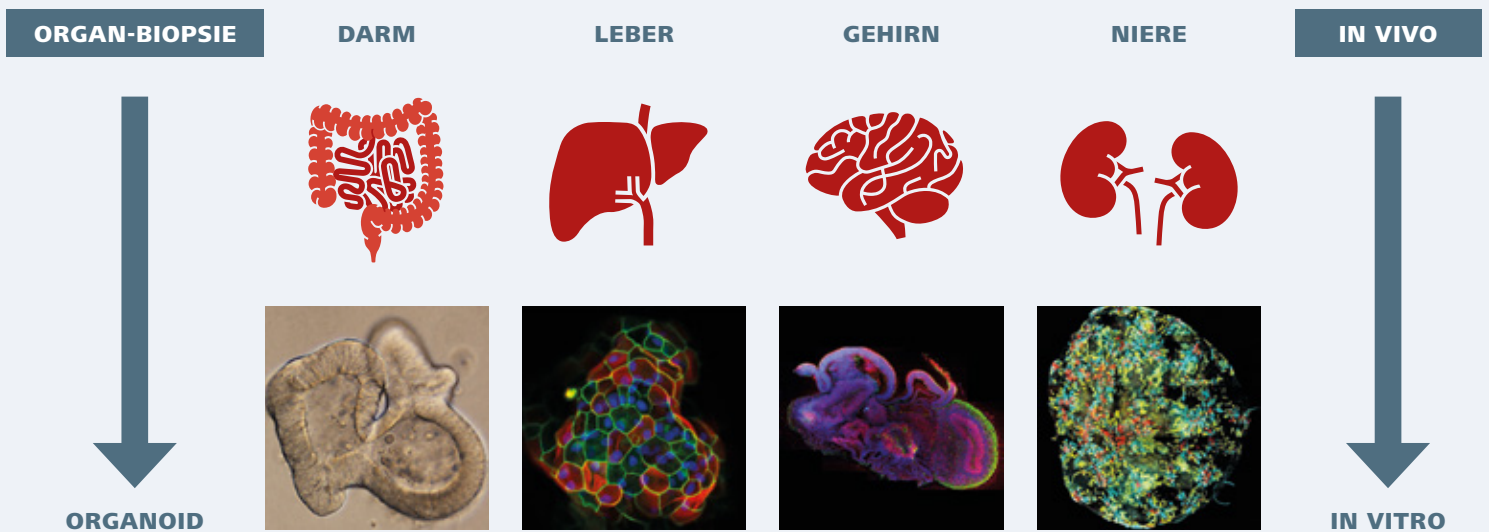 ORGAN-BIOPSIE
DARM
LEBER
GEHIRN
NIERE
IN VIVO
ORGANOID
IN VITRO